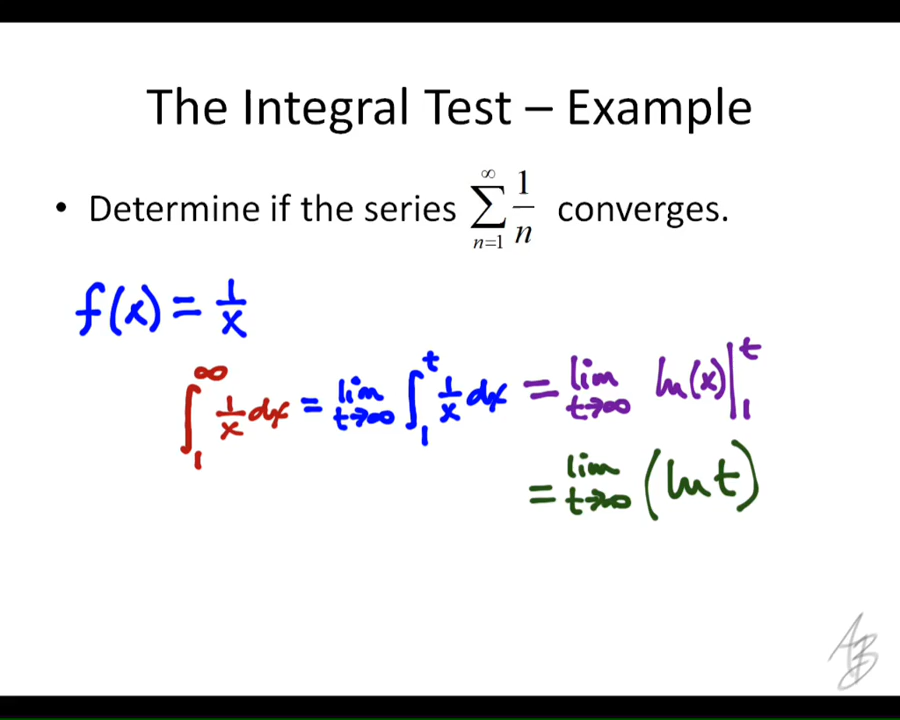 The Integral Test – Example
• Determine if the series ∑_{n=1}^{∞} 1/n converges.
f(x) = 1/x
∫_1^∞ 1/x dx = lim_{t→∞} ∫_1^t 1/x dx = lim_{t→∞} ln(x)|_1^t
= lim_{t→∞} (ln t)